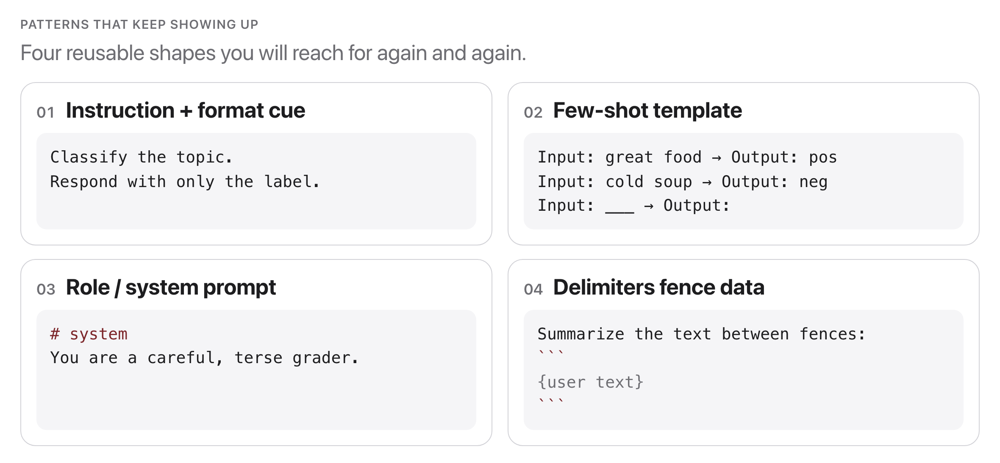 PATTERNS THAT KEEP SHOWING UP
Four reusable shapes you will reach for again and again.
01 Instruction + format cue
Classify the topic.
Respond with only the label.
02 Few-shot template
Input: great food → Output: pos
Input: cold soup → Output: neg
Input: ___ → Output:
03 Role / system prompt
# system
You are a careful, terse grader.
04 Delimiters fence data
Summarize the text between fences:
```
{user text}
```